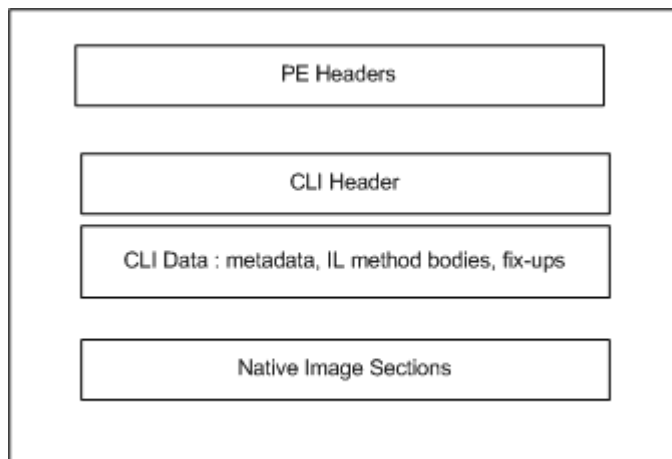 PE Headers
CLI Header
CLI Data : metadata, IL method bodies, fix-ups
Native Image Sections